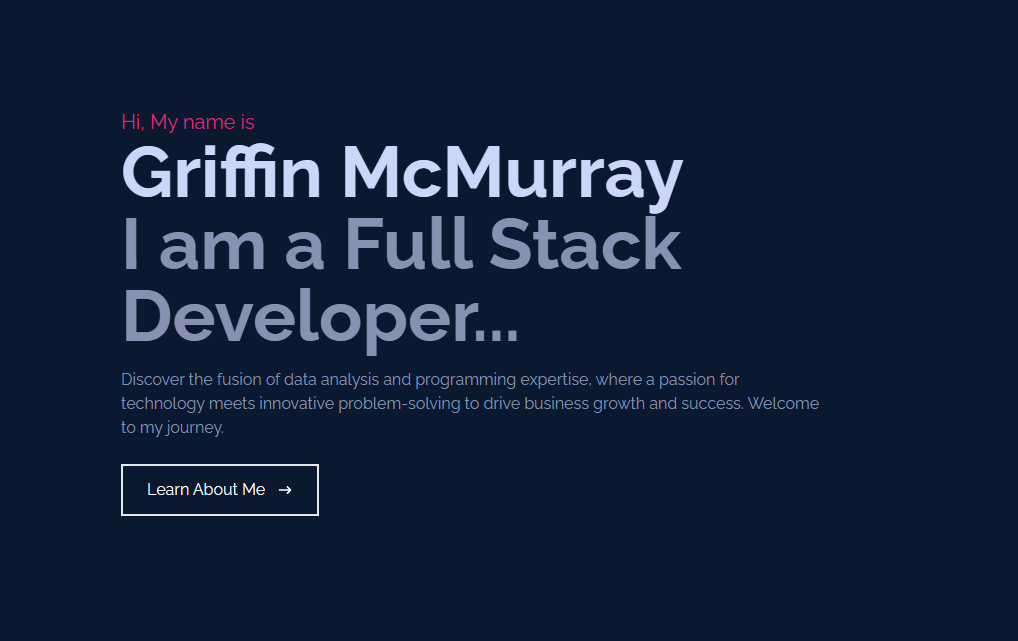 Hi, My name is
Griffin McMurray
I am a Full Stack
Developer...
Discover the fusion of data analysis and programming expertise, where a passion for
technology meets innovative problem-solving to drive business growth and success. Welcome
to my journey.
Learn About Me →